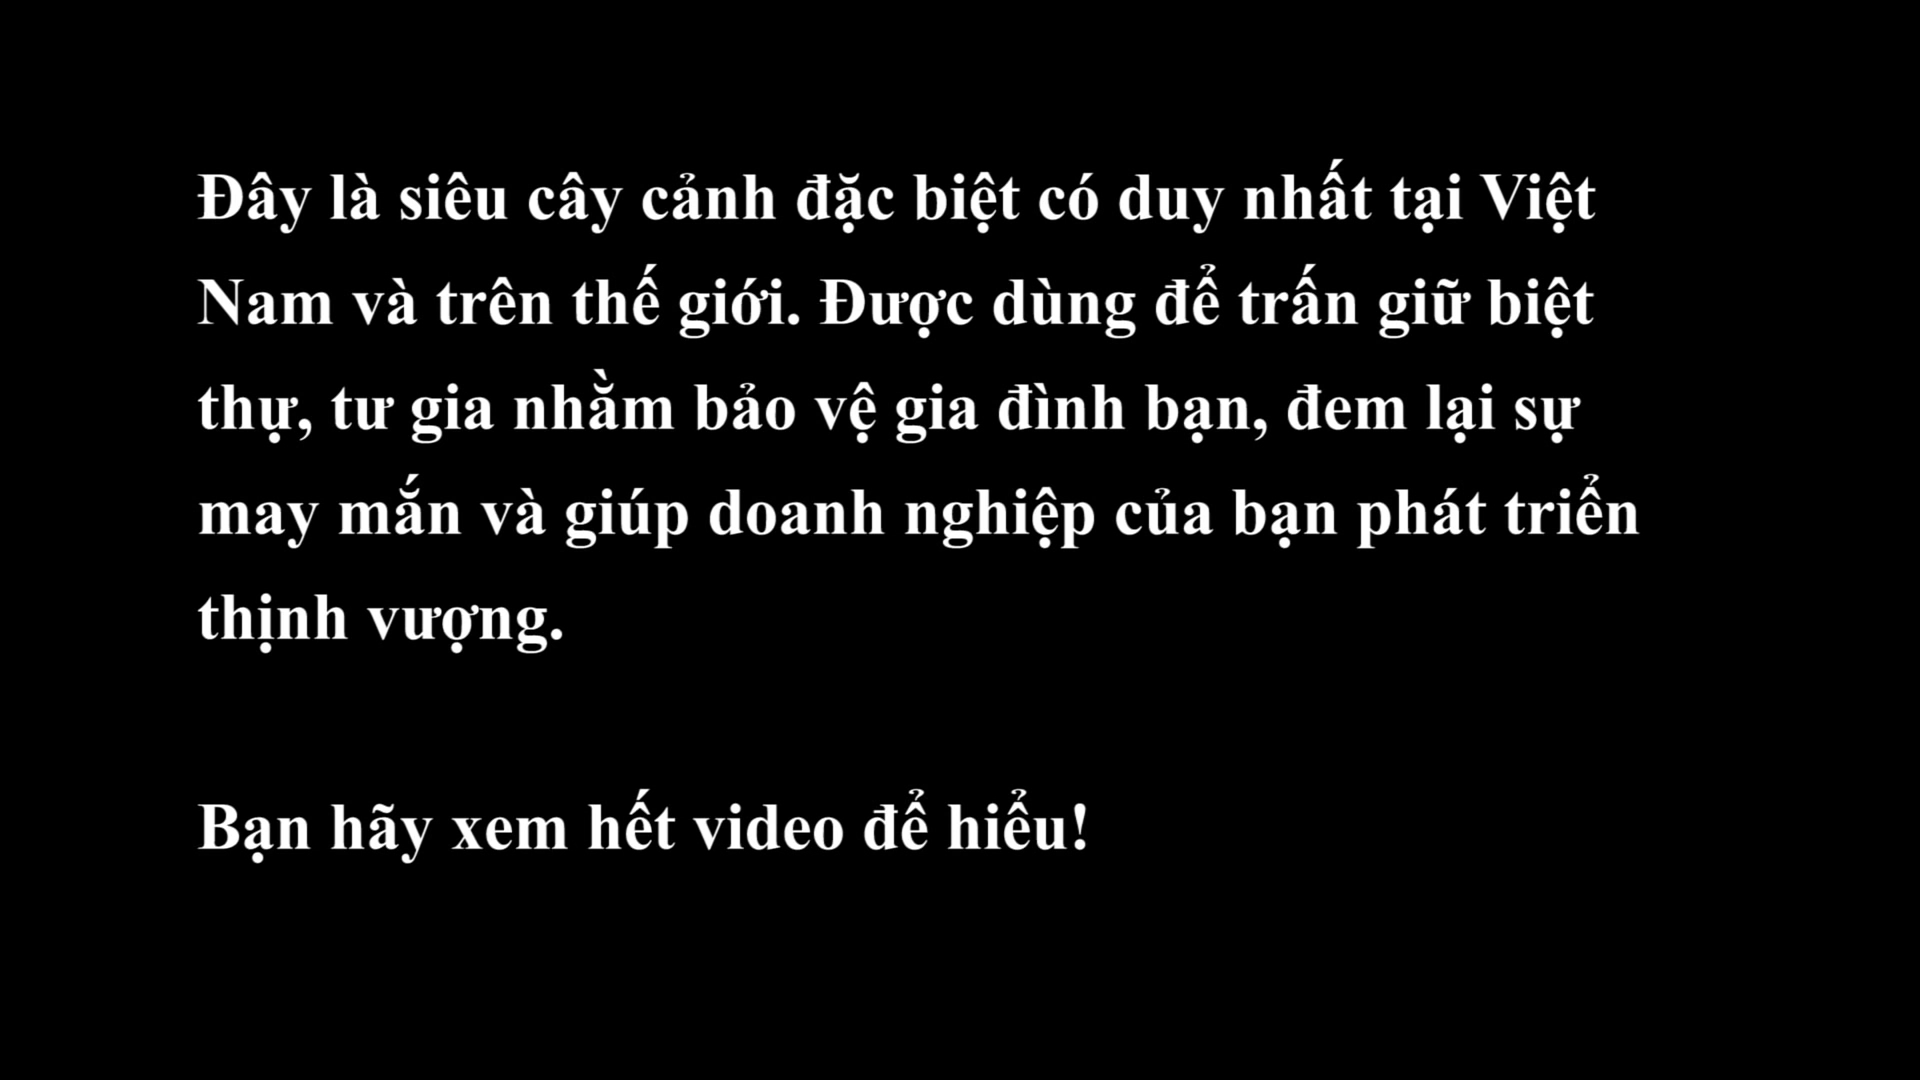 Đây là siêu cây cảnh đặc biệt có duy nhất tại Việt
Nam và trên thế giới. Được dùng để trấn giữ biệt
thự, tư gia nhằm bảo vệ gia đình bạn, đem lại sự
may mắn và giúp doanh nghiệp của bạn phát triển
thịnh vượng.
Bạn hãy xem hết video để hiểu!